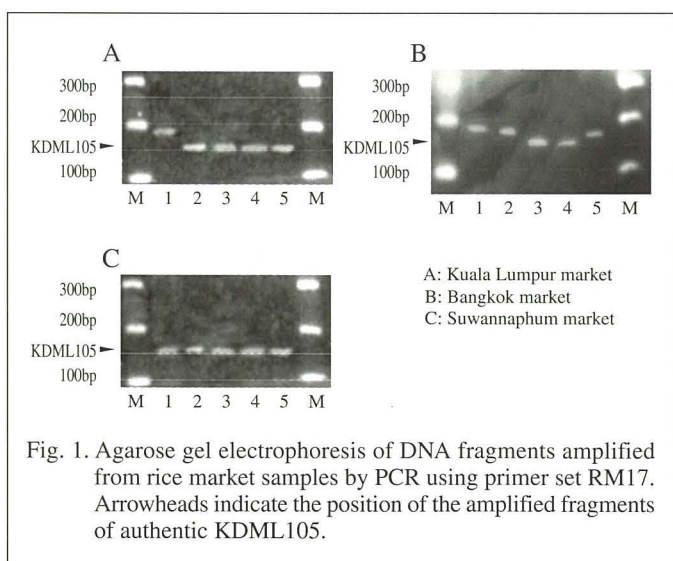 A
300bp
200bp
KDML105
100bp
M 1 2 3 4 5 M
B
300bp
200bp
KDML105
100bp
M 1 2 3 4 5 M
C
300bp
200bp
KDML105
100bp
M 1 2 3 4 5 M
A: Kuala Lumpur market
B: Bangkok market
C: Suwannaphum market
Fig. 1. Agarose gel electrophoresis of DNA fragments amplified
from rice market samples by PCR using primer set RM17.
Arrowheads indicate the position of the amplified fragments
of authentic KDML105.